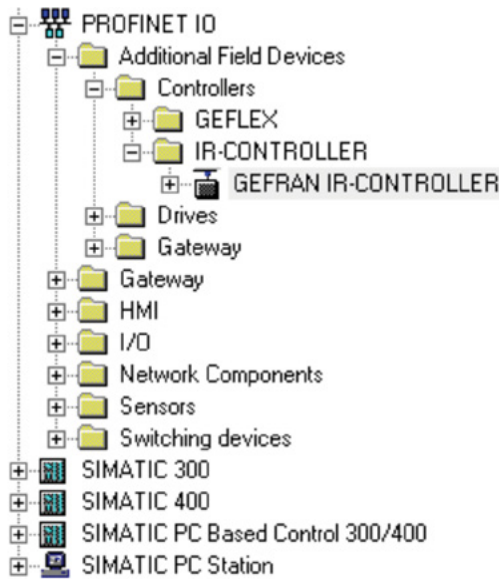 PROFINET IO
Additional Field Devices
Controllers
GEFLEX
IR-CONTROLLER
GEFRAN IR-CONTROLLER
Drives
Gateway
Gateway
HMI
I/O
Network Components
Sensors
Switching devices
SIMATIC 300
SIMATIC 400
SIMATIC PC Based Control 300/400
SIMATIC PC Station